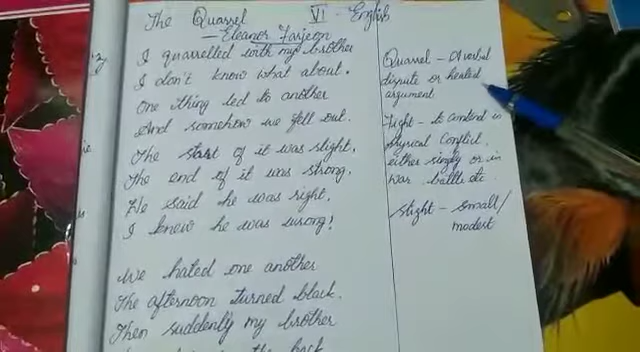 The Quarrel VI - English
- Eleanor Farjeon
I quarrelled with my brother
I don't know what about.
One thing led to another
And somehow we fell out.
The start of it was slight,
The end of it was strong,
He said he was right,
I knew he was wrong!
We hated one another
The afternoon turned black.
Then suddenly my brother
the back
Quarrel - A verbal
dispute or heated
argument
Fight - to contend in
physical conflict,
either singly or in
war, battle etc
Slight - small/
modest